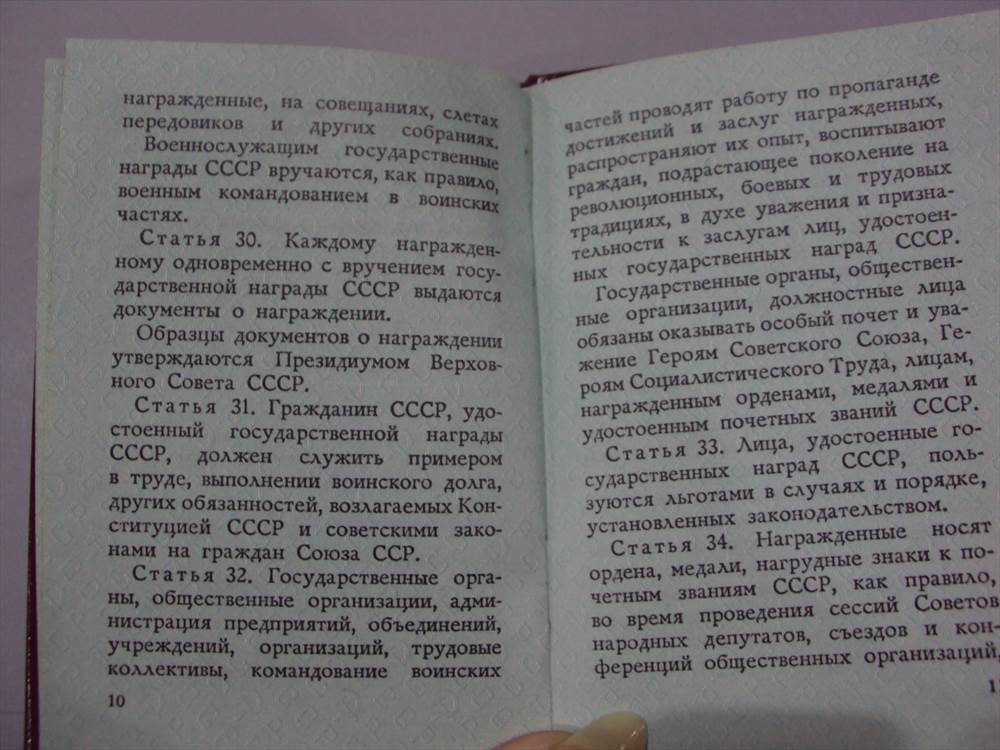 награжденные, на совещаниях, слетах
передовиков и других собраниях.
Военнослужащим государственные
награды СССР вручаются, как правило,
военным командованием в воинских
частях.
Статья 30. Каждому награжден-
ному одновременно с вручением госу-
дарственной награды СССР выдаются
документы о награждении.
Образцы документов о награждении
утверждаются Президиумом Верхов-
ного Совета СССР.
Статья 31. Гражданин СССР, удо-
стоенный государственной награды
СССР, должен служить примером
в труде, выполнении воинского долга,
других обязанностей, возлагаемых Кон-
ституцией СССР и советскими зако-
нами на граждан Союза ССР.
Статья 32. Государственные орга-
ны, общественные организации, адми-
нистрация предприятий, объединений,
учреждений, организаций, трудовые
коллективы, командование воинских
10
частей проводят работу по пропаганде
достижений и заслуг награжденных,
распространяют их опыт, воспитывают
граждан, подрастающее поколение на
революционных, боевых и трудовых
традициях, в духе уважения и призна-
тельности к заслугам лиц, удостоен-
ных государственных наград СССР.
Государственные органы, обществен-
ные организации, должностные лица
обязаны оказывать особый почет и ува-
жение Героям Советского Союза, Ге-
роям Социалистического Труда, лицам,
награжденным орденами, медалями и
удостоенным почетных званий СССР.
Статья 33. Лица, удостоенные го-
сударственных наград СССР, поль-
зуются льготами в случаях и порядке,
установленных законодательством.
Статья 34. Награжденные носят
ордена, медали, нагрудные знаки к по-
четным званиям СССР, как правило,
во время проведения сессий Советов
народных депутатов, съездов и кон-
ференций общественных организаций,